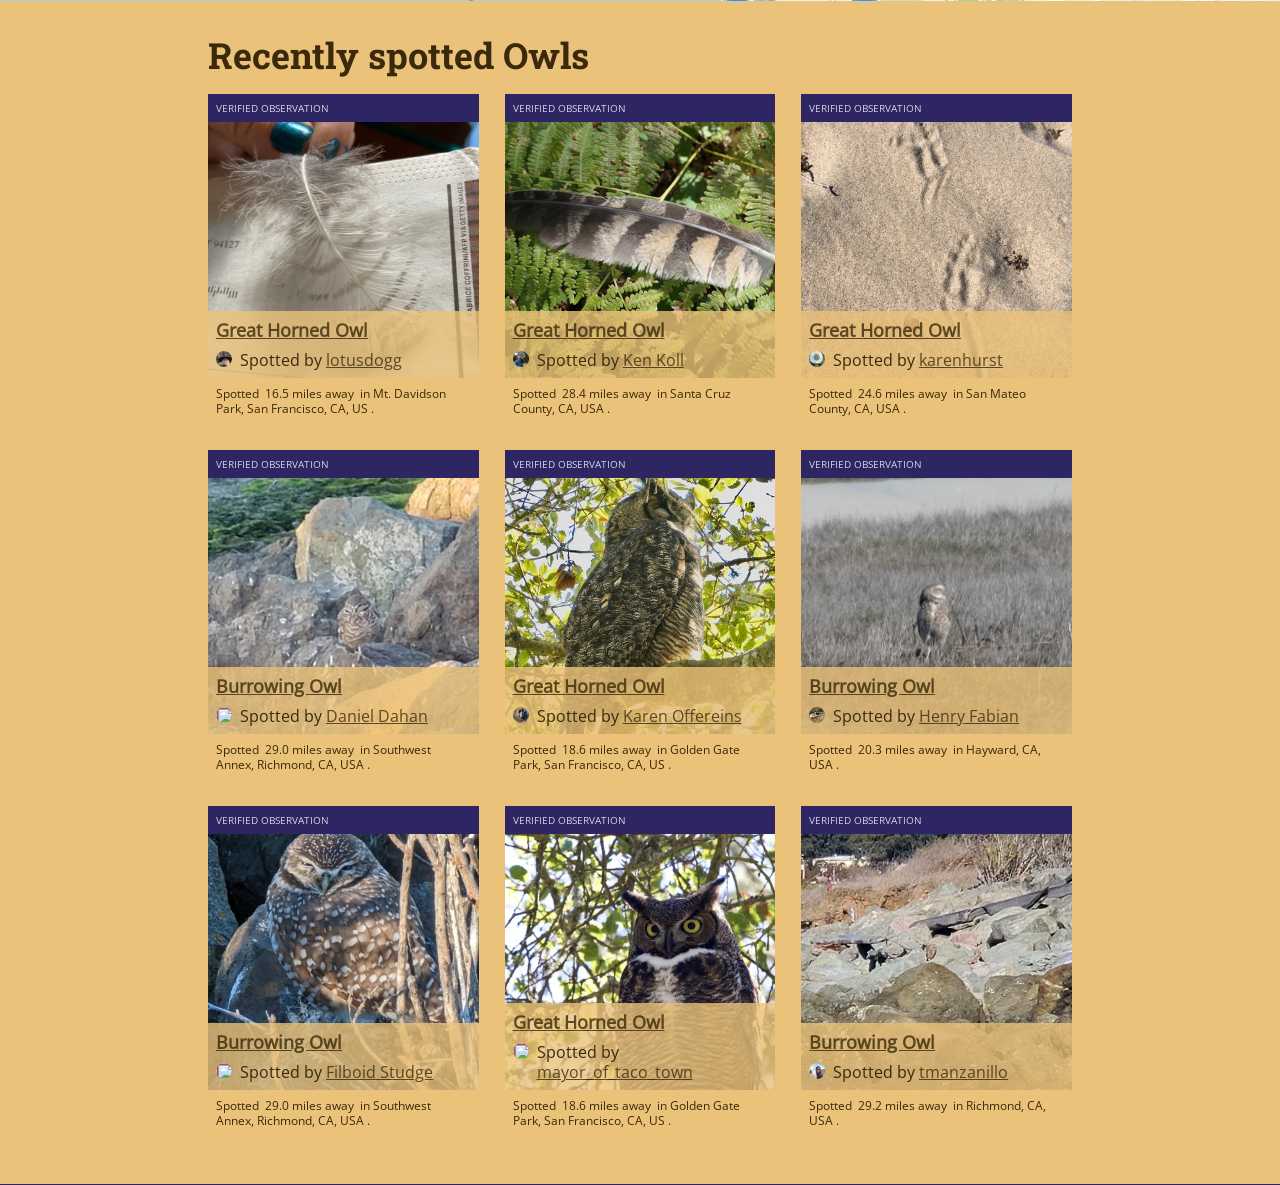 Recently spotted Owls
VERIFIED OBSERVATION
94127
FABRICE COFFRINI/AFP VIA GETTY IMAGES
Great Horned Owl
Spotted by lotusdogg
Spotted 16.5 miles away in Mt. Davidson
Park, San Francisco, CA, US .
VERIFIED OBSERVATION
Great Horned Owl
Spotted by Ken Koll
Spotted 28.4 miles away in Santa Cruz
County, CA, USA .
VERIFIED OBSERVATION
Great Horned Owl
Spotted by karenhurst
Spotted 24.6 miles away in San Mateo
County, CA, USA .
VERIFIED OBSERVATION
Burrowing Owl
Spotted by Daniel Dahan
Spotted 29.0 miles away in Southwest
Annex, Richmond, CA, USA .
VERIFIED OBSERVATION
Great Horned Owl
Spotted by Karen Offereins
Spotted 18.6 miles away in Golden Gate
Park, San Francisco, CA, US .
VERIFIED OBSERVATION
Burrowing Owl
Spotted by Henry Fabian
Spotted 20.3 miles away in Hayward, CA,
USA .
VERIFIED OBSERVATION
Burrowing Owl
Spotted by Filboid Studge
Spotted 29.0 miles away in Southwest
Annex, Richmond, CA, USA .
VERIFIED OBSERVATION
Great Horned Owl
Spotted by
mayor_of_taco_town
Spotted 18.6 miles away in Golden Gate
Park, San Francisco, CA, US .
VERIFIED OBSERVATION
Burrowing Owl
Spotted by tmanzanillo
Spotted 29.2 miles away in Richmond, CA,
USA .